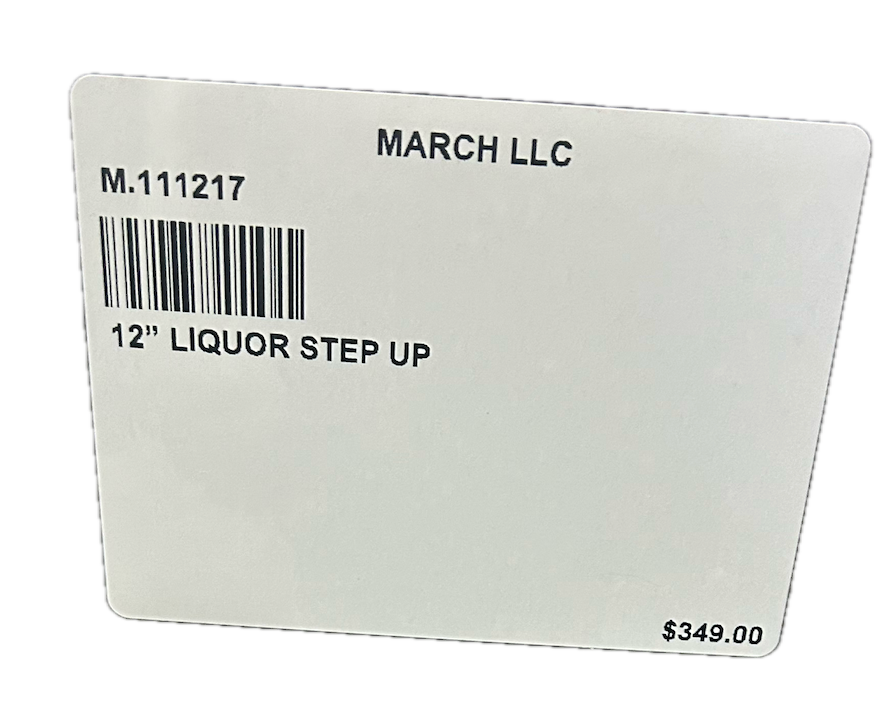 MARCH LLC
M.111217
12” LIQUOR STEP UP
$349.00